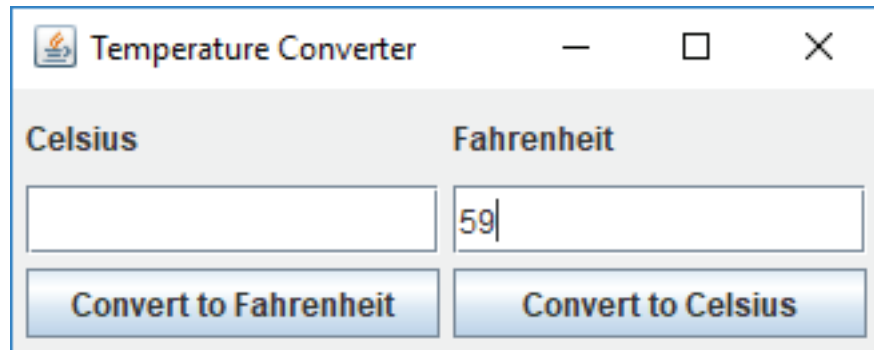 Temperature Converter
Celsius Fahrenheit
59
Convert to Fahrenheit Convert to Celsius